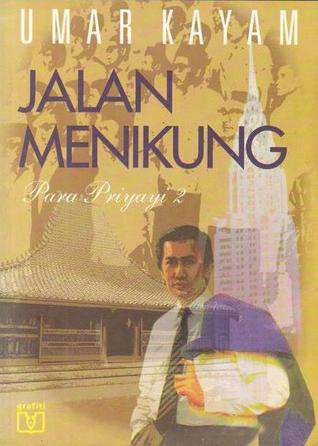 UMAR KAYAM
JALAN
MENIKUNG
Para Priyayi 2
grafiti